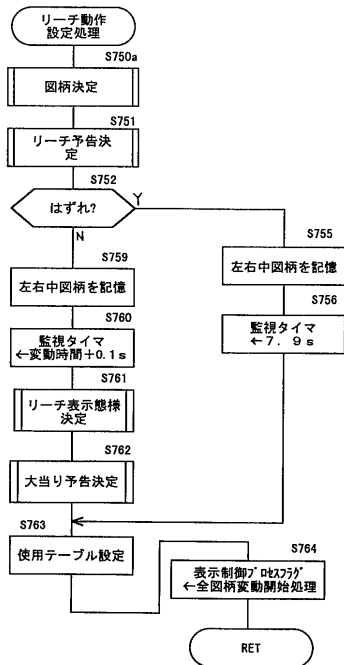 リーチ動作
設定処理
S750a
図柄決定
S751
リーチ予告決
定
S752
はずれ?
Y
N
S759
左右中図柄を記憶
S760
監視タイマ
←変動時間+0.1s
S761
リーチ表示態様
決定
S762
大当り予告決定
S755
左右中図柄を記憶
S756
監視タイマ
←7.9s
S763
使用テーブル設定
S764
表示制御プロセスフラグ
←全図柄変動開始処理
RET